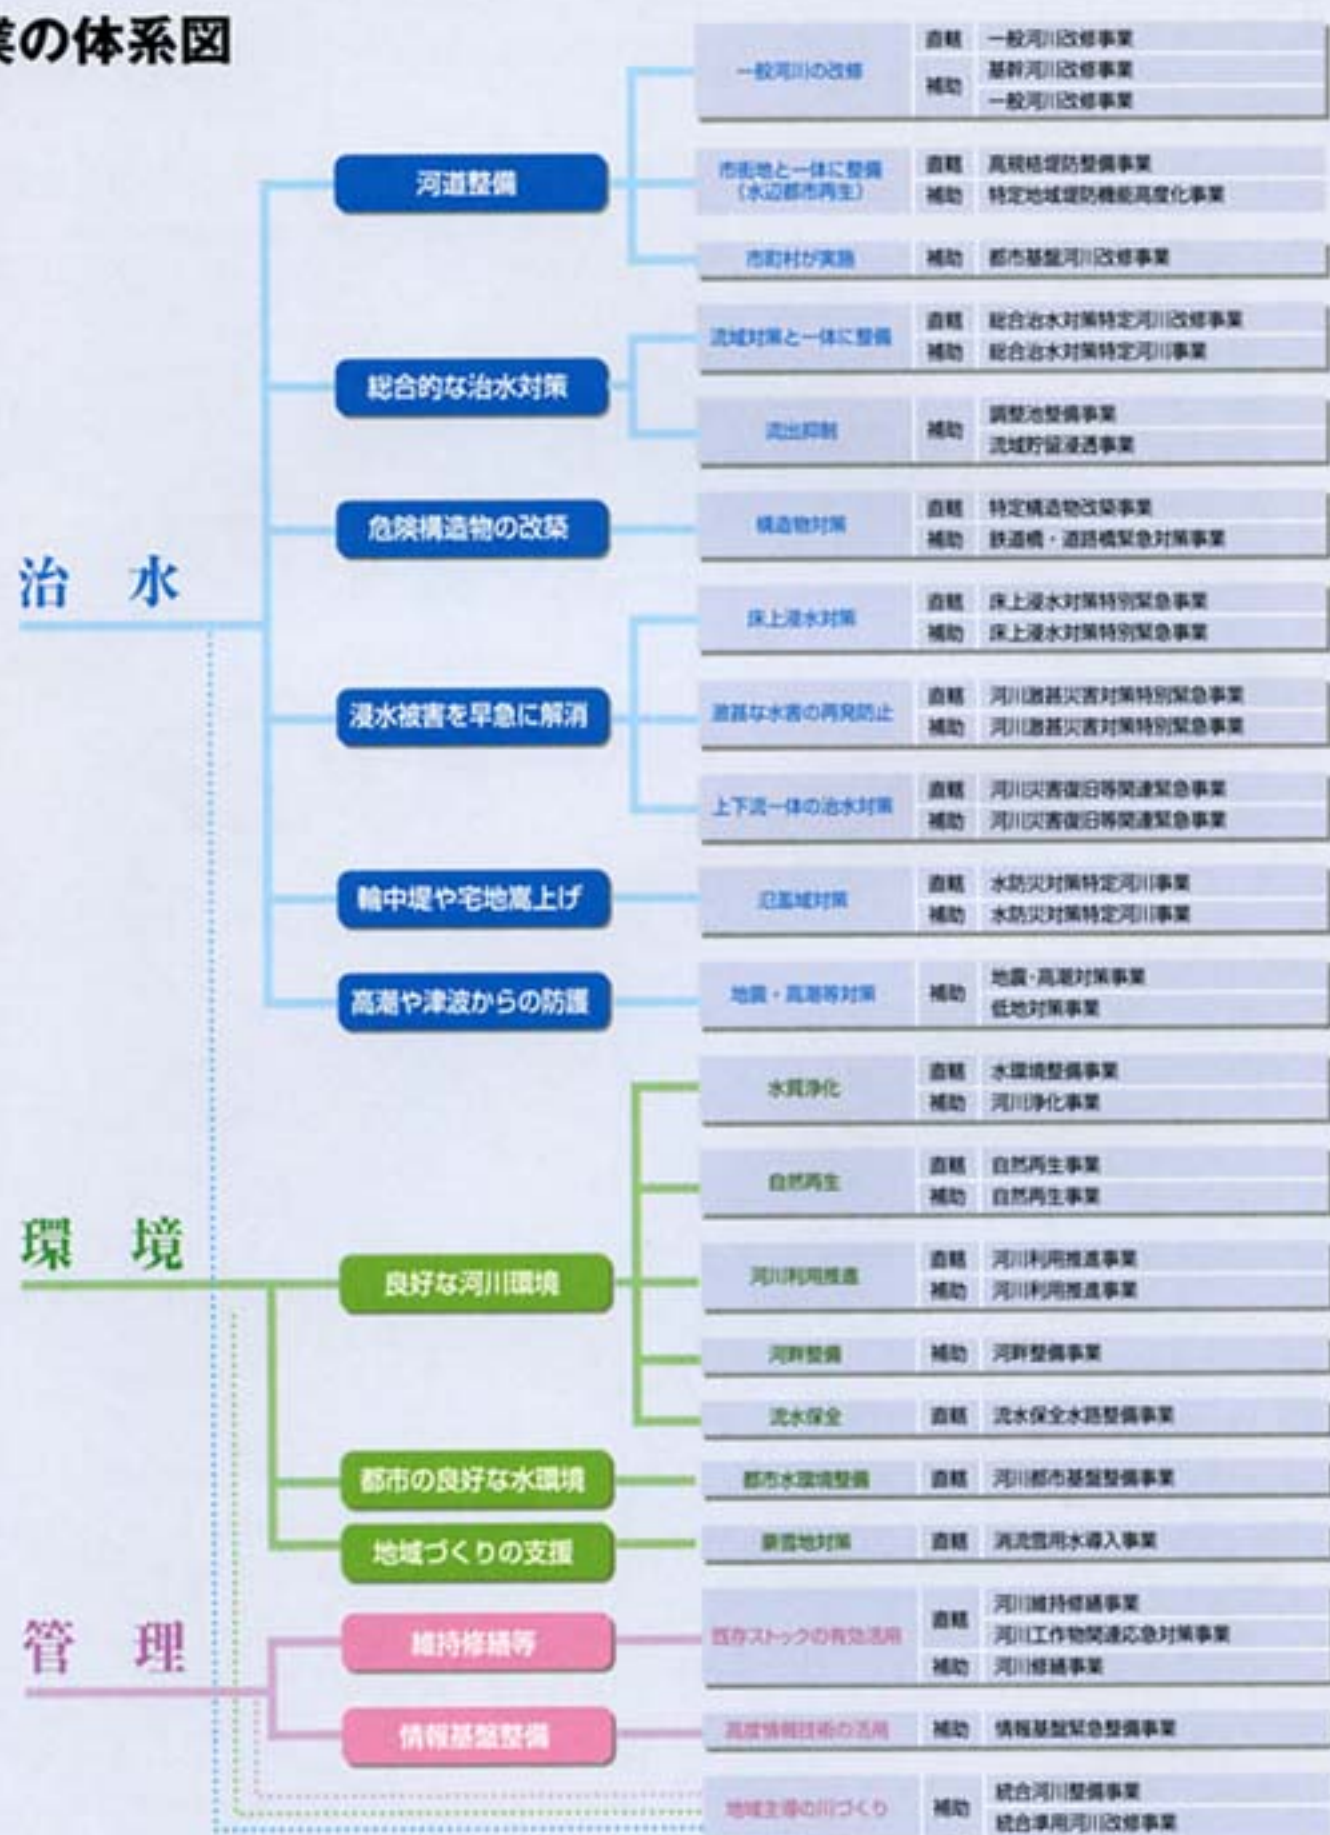 業の体系図
治水
河道整備
一般河川の改修
直轄 一般河川改修事業
補助 基幹河川改修事業
一般河川改修事業
市街地と一体に整備
(水辺都市再生)
直轄 高規格堤防整備事業
補助 特定地域堤防機能高度化事業
市町村が実施
補助 都市基盤河川改修事業
総合的な治水対策
流域対策と一体に整備
直轄 総合治水対策特定河川改修事業
補助 総合治水対策特定河川事業
流出抑制
補助 調整池整備事業
流域貯留浸透事業
危険構造物の改築
構造物対策
直轄 特定構造物改築事業
補助 鉄道橋・道路橋緊急対策事業
浸水被害を早急に解消
床上浸水対策
直轄 床上浸水対策特別緊急事業
補助 床上浸水対策特別緊急事業
激甚な水害の再発防止
直轄 河川激甚災害対策特別緊急事業
補助 河川激甚災害対策特別緊急事業
上下流一体の治水対策
直轄 河川災害復旧等関連緊急事業
補助 河川災害復旧等関連緊急事業
輪中堤や宅地嵩上げ
氾濫域対策
直轄 水防災対策特定河川事業
補助 水防災対策特定河川事業
高潮や津波からの防護
地震・高潮等対策
補助 地震・高潮対策事業
低地対策事業
環境
良好な河川環境
水質浄化
直轄 水環境整備事業
補助 河川浄化事業
自然再生
直轄 自然再生事業
補助 自然再生事業
河川利用推進
直轄 河川利用推進事業
補助 河川利用推進事業
河畔整備
補助 河畔整備事業
流水保全
直轄 流水保全水路整備事業
都市の良好な水環境
都市水環境整備
直轄 河川都市基盤整備事業
地域づくりの支援
豪雪地対策
直轄 消流雪用水導入事業
管理
維持修繕等
既存ストックの有効活用
直轄 河川維持修繕事業
河川工作物関連応急対策事業
補助 河川修繕事業
情報基盤整備
高度情報技術の活用
補助 情報基盤緊急整備事業
地域主導の川づくり
補助 統合河川整備事業
統合準用河川改修事業